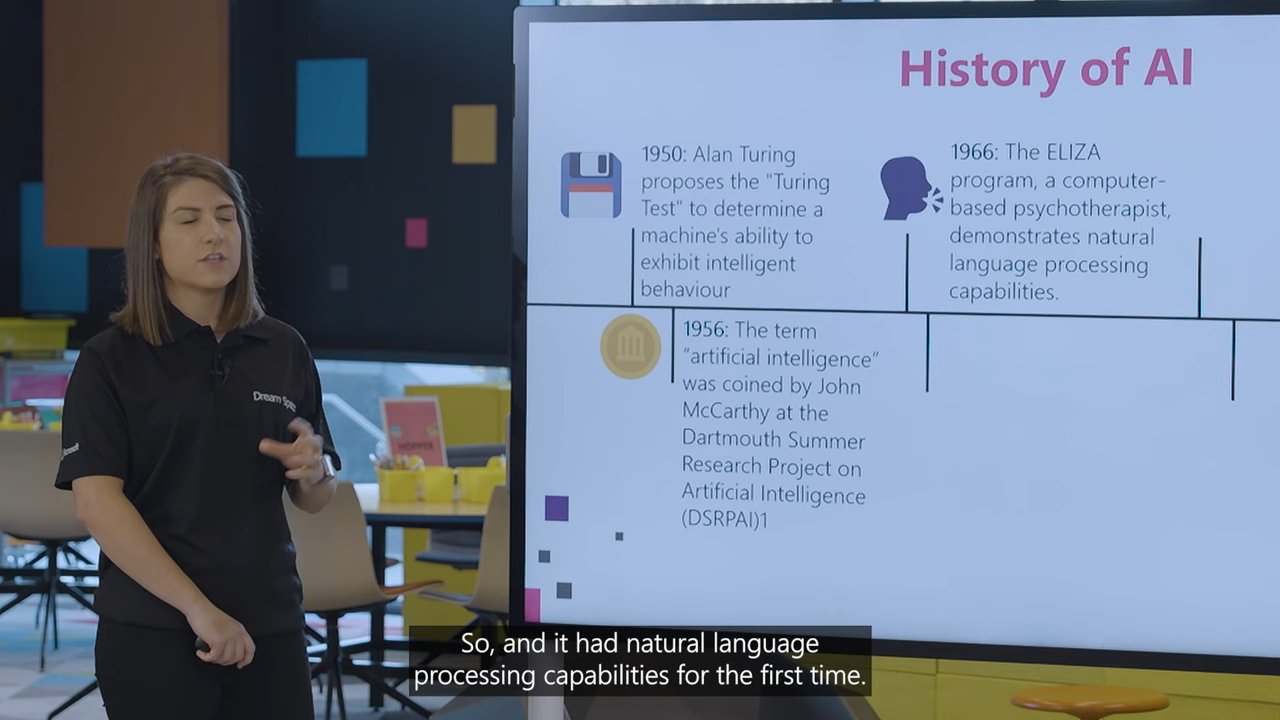 History of AI
1950: Alan Turing
proposes the "Turing
Test" to determine a
machine's ability to
exhibit intelligent
behaviour
1966: The ELIZA
program, a computer-
based psychotherapist,
demonstrates natural
language processing
capabilities.
1956: The term
“artificial intelligence”
was coined by John
McCarthy at the
Dartmouth Summer
Research Project on
Artificial Intelligence
(DSRPAI)1
Dream Space
HOPPER
So, and it had natural language
processing capabilities for the first time.